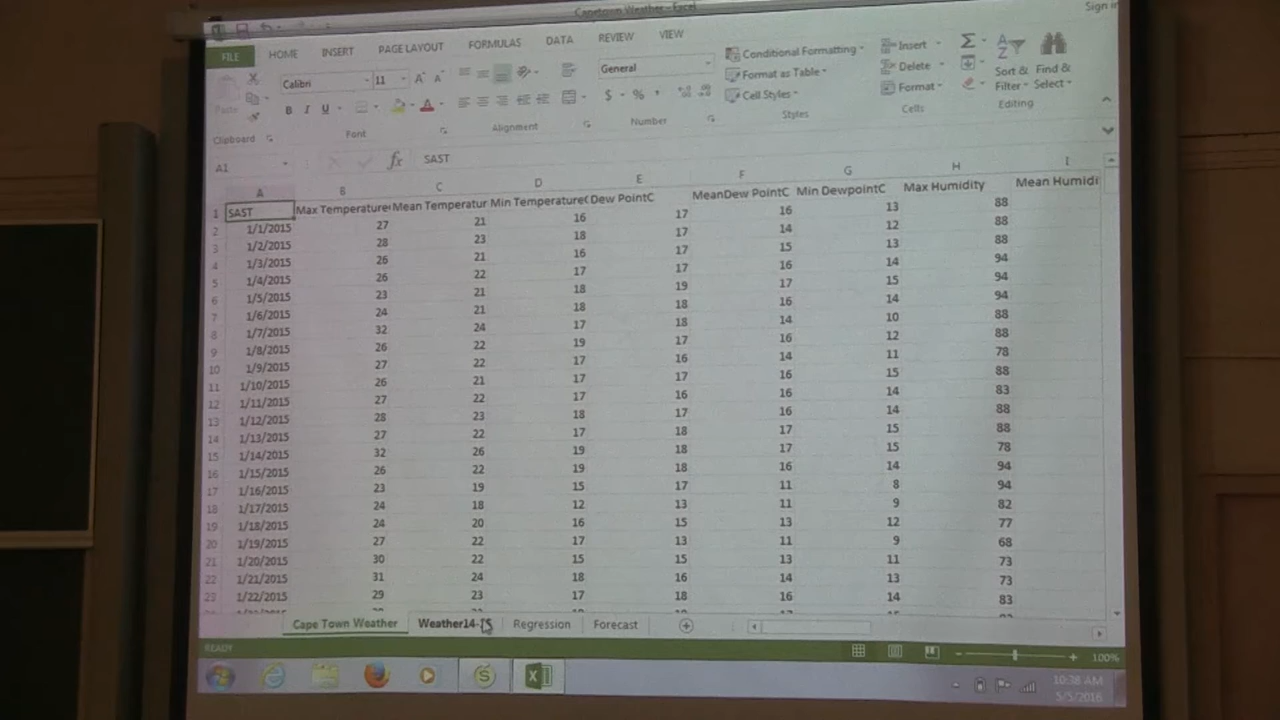 Capetown Weather - Excel
Sign in
FILE HOME INSERT PAGE LAYOUT FORMULAS DATA REVIEW VIEW
Paste
Calibri 11 General Conditional Formatting Format as Table Cell Styles
Insert Delete Format
Sort & Filter Find & Select
Clipboard Font Alignment Number Styles Cells Editing
A1 fx SAST
A B C D E F G H I
1 SAST Max Temperature Mean Temperatur Min Temperature Dew PointC MeanDew PointC Min DewpointC Max Humidity Mean Humidi
2 1/1/2015 27 21 16 17 16 13 88
3 1/2/2015 28 23 18 17 14 12 88
4 1/3/2015 26 21 16 17 15 13 88
5 1/4/2015 26 22 17 17 16 14 94
6 1/5/2015 23 21 18 19 17 15 94
7 1/6/2015 24 21 18 18 16 14 94
8 1/7/2015 32 24 17 18 14 10 88
9 1/8/2015 26 22 19 17 16 12 88
10 1/9/2015 27 22 17 16 14 11 78
11 1/10/2015 26 21 17 17 16 15 88
12 1/11/2015 27 22 17 16 16 14 83
13 1/12/2015 28 23 18 17 16 14 88
14 1/13/2015 27 22 17 18 17 15 88
15 1/14/2015 32 26 19 18 17 15 78
16 1/15/2015 26 22 19 18 16 14 94
17 1/16/2015 23 19 15 17 11 8 94
18 1/17/2015 24 18 12 13 11 9 82
19 1/18/2015 24 20 16 15 13 12 77
20 1/19/2015 27 22 17 13 11 9 68
21 1/20/2015 30 22 15 15 13 11 73
22 1/21/2015 31 24 18 16 14 13 73
23 1/22/2015 29 23 17 18 16 14 83
Cape Town Weather Weather14-15 Regression Forecast
READY 100%
10:38 AM
5/5/2016